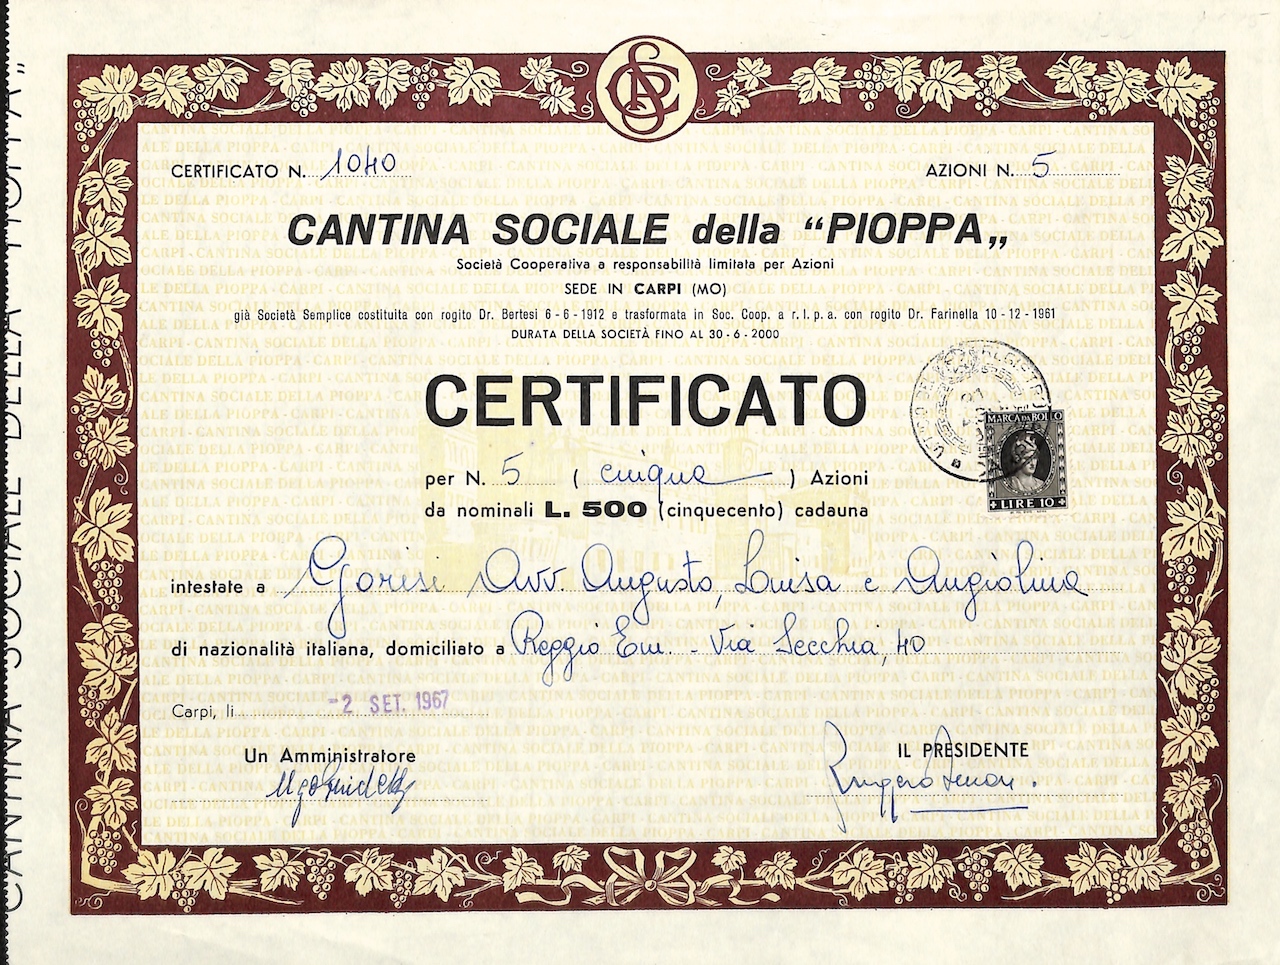 CERTIFICATO N. 1040
AZIONI N. 5
CANTINA SOCIALE della “PIOPPA„
Società Cooperativa a responsabilità limitata per Azioni
SEDE IN CARPI (MO)
già Società Semplice costituita con rogito Dr. Bertesi 6 - 6 - 1912 e trasformata in Soc. Coop. a r. l. p. a. con rogito Dr. Farinella 10 - 12 - 1961
DURATA DELLA SOCIETÀ FINO AL 30 - 6 - 2000
CERTIFICATO
MARCA DA BOLLO
LIRE 10
per N. 5 ( cinque ) Azioni
da nominali L. 500 (cinquecento) cadauna
intestate a Avv. Augusto, Luisa e Angiolina
di nazionalità italiana, domiciliato a Reggio Em. - Via Secchia, 40
Carpi, li -2 SET. 1967
Un Amministratore
IL PRESIDENTE
CANTINA SOCIALE DELLA "PIOPPA„